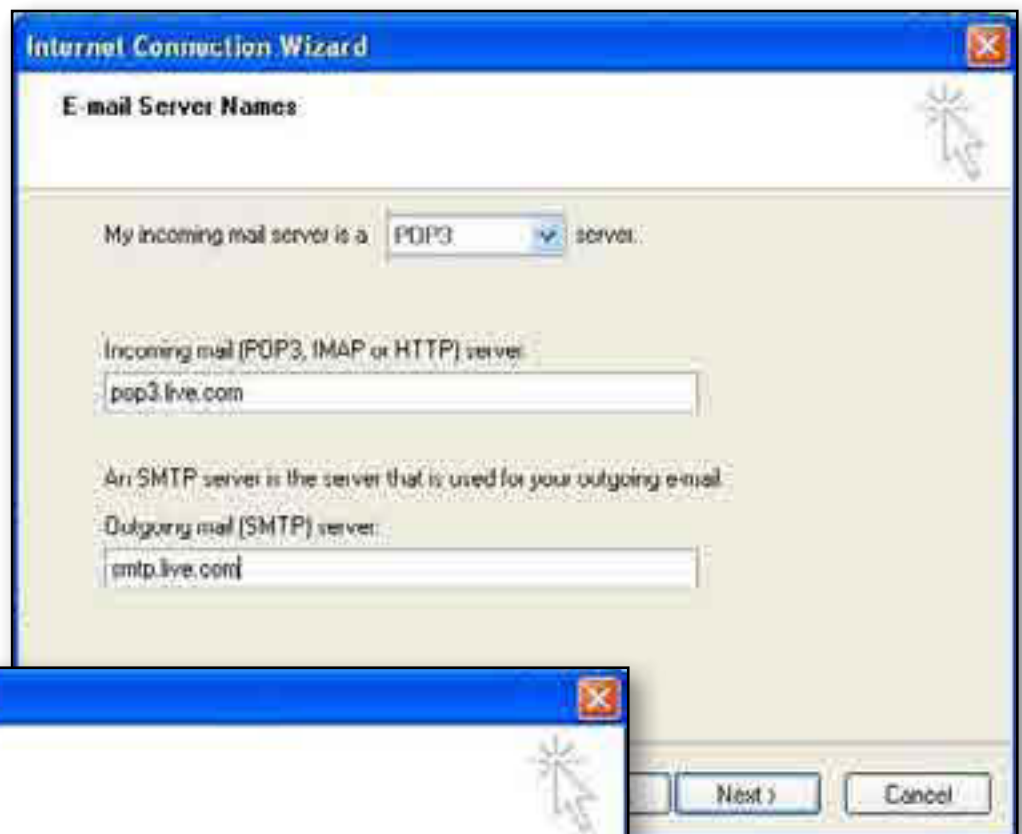 Internet Connection Wizard
E-mail Server Names
My incoming mail server is a POP3 server.
Incoming mail (POP3, IMAP or HTTP) server:
pop3.live.com
An SMTP server is the server that is used for your outgoing e-mail.
Outgoing mail (SMTP) server:
smtp.live.com
Next >
Cancel